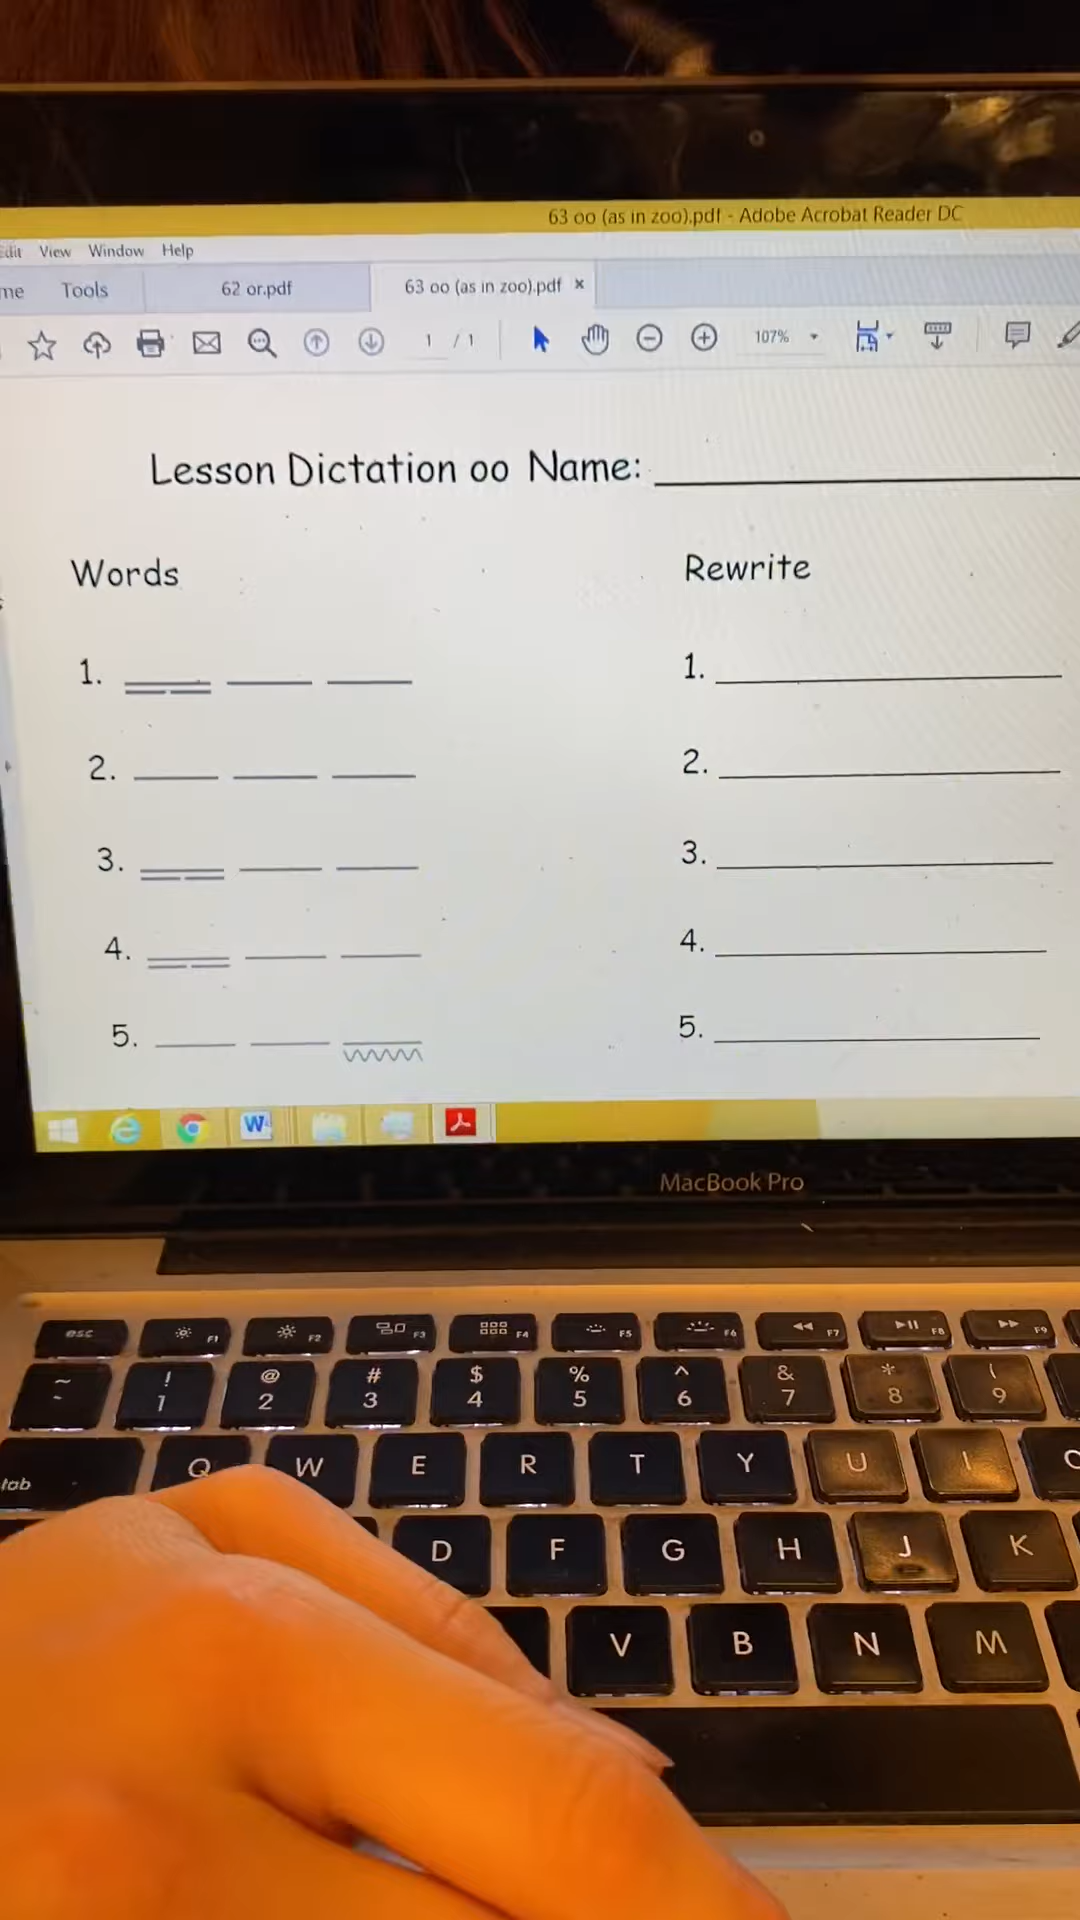 63 oo (as in zoo).pdf - Adobe Acrobat Reader DC
Edit View Window Help
me Tools 62 or.pdf 63 oo (as in zoo).pdf ×
1 / 1 107%
Lesson Dictation oo Name:
Words Rewrite
1. 1.
2. 2.
3. 3.
4. 4.
5. 5.
W
MacBook Pro
esc F1 F2 F3 F4 F5 F6 F7 F8 F9
~ ! @ # $ % ^ & * (
1 2 3 4 5 6 7 8 9
tab Q W E R T Y U I
D F G H J K
V B N M